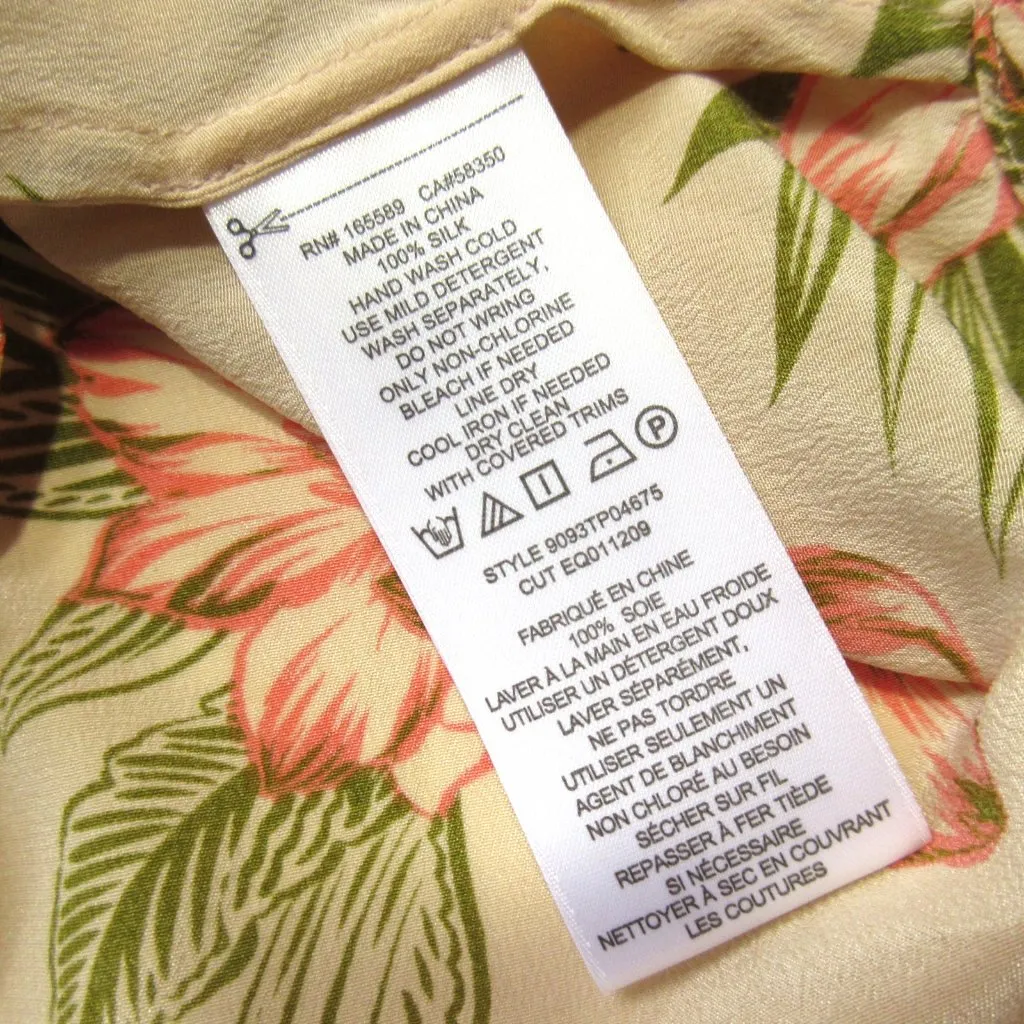 RN# 165589 CA#58350
MADE IN CHINA
100% SILK
HAND WASH COLD
USE MILD DETERGENT
WASH SEPARATELY,
DO NOT WRING
ONLY NON-CHLORINE
BLEACH IF NEEDED
LINE DRY
COOL IRON IF NEEDED
DRY CLEAN
WITH COVERED TRIMS
P
STYLE 9093TP04675
CUT EQ011209
FABRIQUÉ EN CHINE
100% SOIE
LAVER À LA MAIN EN EAU FROIDE
UTILISER UN DÉTERGENT DOUX
LAVER SÉPARÉMENT,
NE PAS TORDRE
UTILISER SEULEMENT UN
AGENT DE BLANCHIMENT
NON CHLORÉ AU BESOIN
SÉCHER SUR FIL
REPASSER À FER TIÈDE
SI NÉCESSAIRE
NETTOYER À SEC EN COUVRANT
LES COUTURES